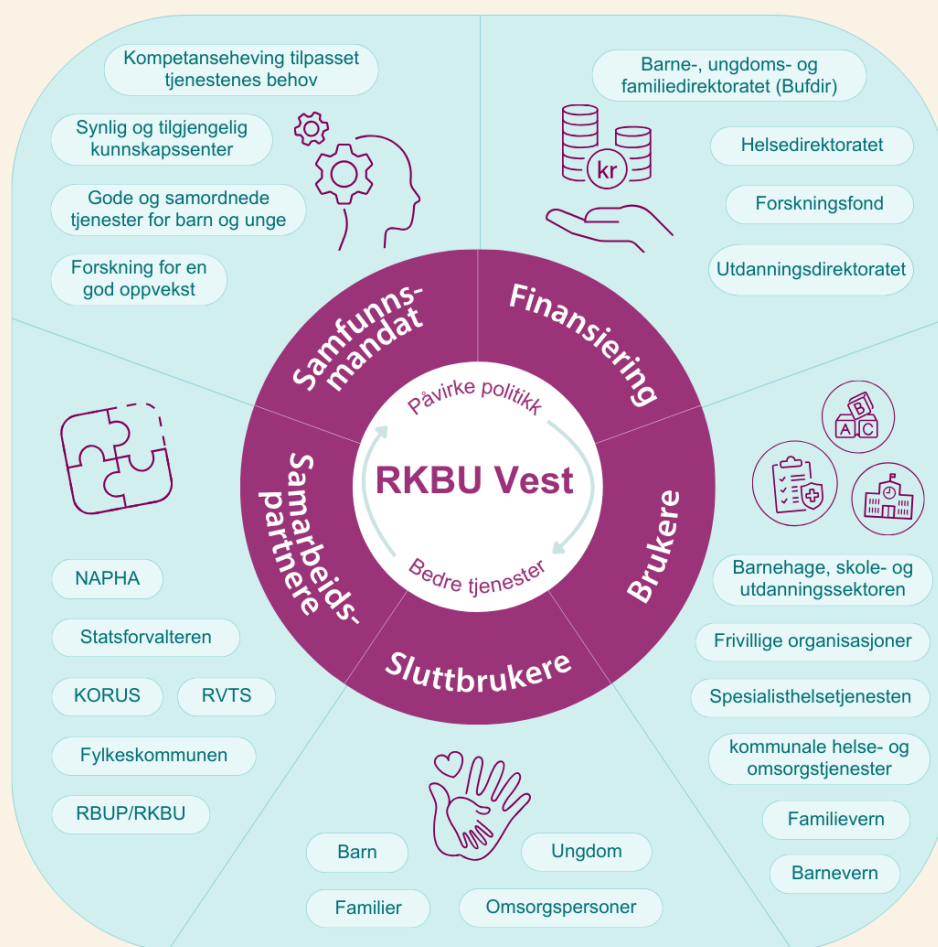 Kompetanseheving tilpasset
tjenestenes behov
Synlig og tilgjengelig
kunnskapssenter
Gode og samordnede
tjenester for barn og unge
Forskning for en
god oppvekst
Barne-, ungdoms- og
familiedirektoratet (Bufdir)
Helsedirektoratet
Forskningsfond
Utdanningsdirektoratet
kr
Samfunns-
mandat
Finansiering
Påvirke politikk
RKBU Vest
Bedre tjenester
Samarbeids-
partnere
Brukere
Sluttbrukere
B
A C
NAPHA
Statsforvalteren
KORUS
RVTS
Fylkeskommunen
RBUP/RKBU
Barnehage, skole- og
utdanningssektoren
Frivillige organisasjoner
Spesialisthelsetjenesten
kommunale helse- og
omsorgstjenester
Familievern
Barnevern
Barn
Ungdom
Familier
Omsorgspersoner